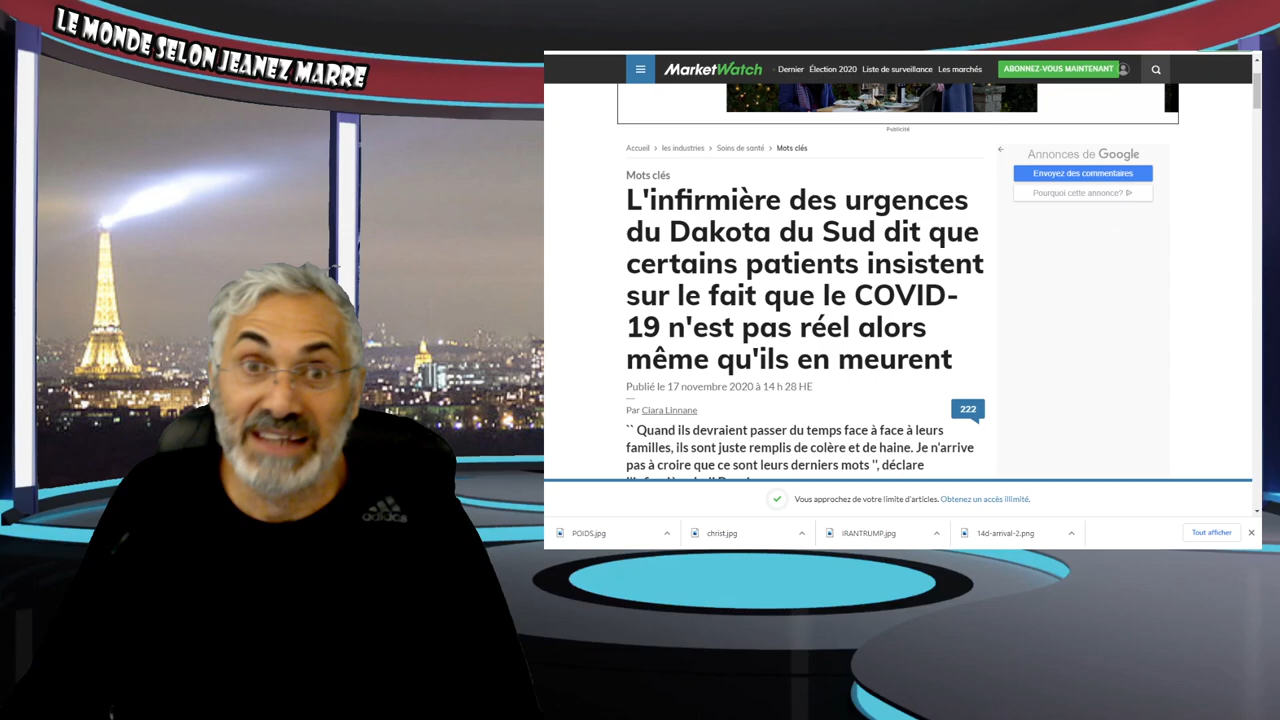 LE MONDE SELON JEANEZ MARRE
MarketWatch
Dernier Élection 2020 Liste de surveillance Les marchés
ABONNEZ-VOUS MAINTENANT
Publicité
Accueil > les industries > Soins de santé > Mots clés
Annonces de Google
Envoyez des commentaires
Pourquoi cette annonce?
Mots clés
L'infirmière des urgences
du Dakota du Sud dit que
certains patients insistent
sur le fait que le COVID-
19 n'est pas réel alors
même qu'ils en meurent
Publié le 17 novembre 2020 à 14 h 28 HE
Par Ciara Linnane
222
`` Quand ils devraient passer du temps face à face à leurs
familles, ils sont juste remplis de colère et de haine. Je n'arrive
pas à croire que ce sont leurs derniers mots '', déclare
Vous approchez de votre limite d'articles. Obtenez un accès illimité.
POIDS.jpg
christ.jpg
IRANTRUMP.jpg
14d-arrival-2.png
Tout afficher
adidas